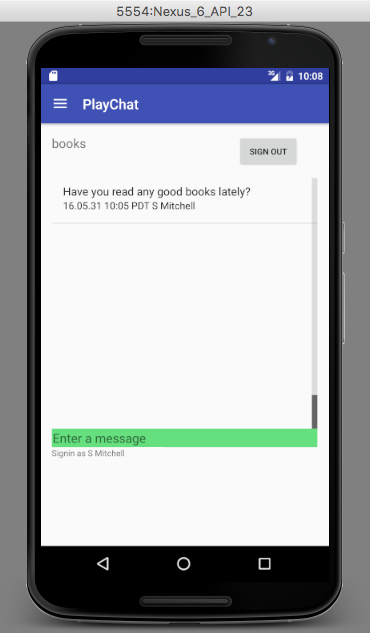 5554:Nexus_6_API_23
3G 10:08
PlayChat
books
SIGN OUT
Have you read any good books lately?
16.05.31 10:05 PDT S Mitchell
Enter a message
Signin as S Mitchell